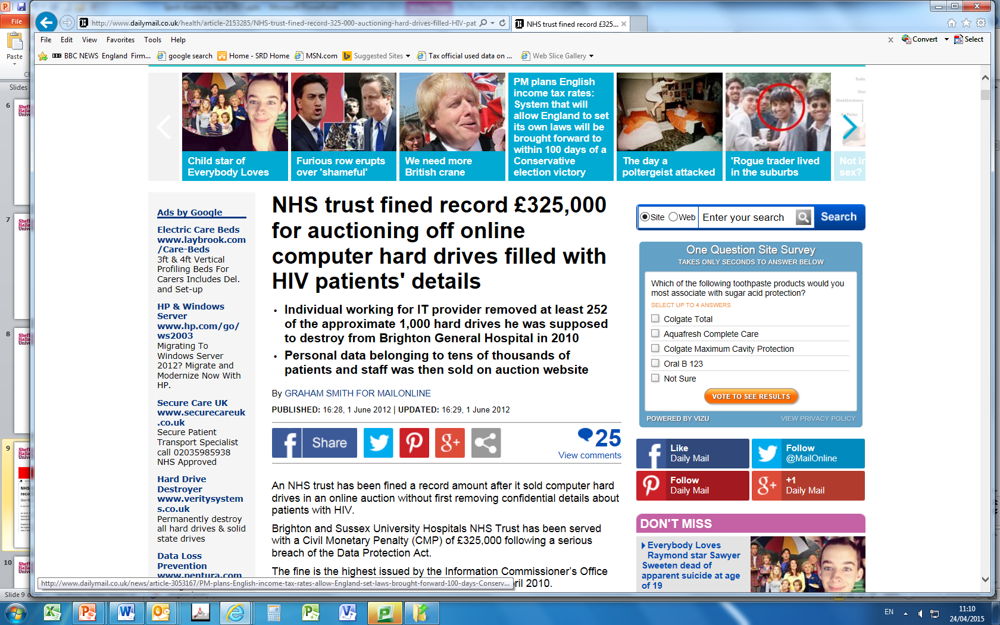 File
Paste
Slides
6
7
8
9
10
Slide 9 o
http://www.dailymail.co.uk/health/article-2153285/NHS-trust-fined-record-325-000-auctioning-hard-drives-filled-HIV-pat
NHS trust fined record £325...
File Edit View Favorites Tools Help
x Convert Select
BBC NEWS England Firm... google search Home - SRD Home MSN.com Suggested Sites Tax official used data on ... Web Slice Gallery
Child star of
Everybody Loves
Furious row erupts
over 'shameful'
We need more
British crane
PM plans English
income tax rates:
System that will
allow England to set
its own laws will be
brought forward to
within 100 days of a
Conservative
election victory
The day a
poltergeist attacked
'Rogue trader lived
in the suburbs
Not in
sex?
Ads by Google
Electric Care Beds
www.laybrook.com
/Care-Beds
3ft & 4ft Vertical
Profiling Beds For
Carers Includes Del.
and Set-up
HP & Windows
Server
www.hp.com/go/
ws2003
Migrating To
Windows Server
2012? Migrate and
Modernize Now With
HP.
Secure Care UK
www.securecareuk
.co.uk
Secure Patient
Transport Specialist
call 02035985938
NHS Approved
Hard Drive
Destroyer
www.veritysystem
s.co.uk
Permanently destroy
all hard drives & solid
state drives
Data Loss
Prevention
www.pentura.com
NHS trust fined record £325,000
for auctioning off online
computer hard drives filled with
HIV patients' details
• Individual working for IT provider removed at least 252
of the approximate 1,000 hard drives he was supposed
to destroy from Brighton General Hospital in 2010
• Personal data belonging to tens of thousands of
patients and staff was then sold on auction website
By GRAHAM SMITH FOR MAILONLINE
PUBLISHED: 16:28, 1 June 2012 | UPDATED: 16:29, 1 June 2012
Share
25
View comments
An NHS trust has been fined a record amount after it sold computer hard
drives in an online auction without first removing confidential details about
patients with HIV.
Brighton and Sussex University Hospitals NHS Trust has been served
with a Civil Monetary Penalty (CMP) of £325,000 following a serious
breach of the Data Protection Act.
The fine is the highest issued by the Information Commissioner's Office
ril 2010.
Site Web Enter your search Search
One Question Site Survey
TAKES ONLY SECONDS TO ANSWER BELOW
Which of the following toothpaste products would you
most associate with sugar acid protection?
SELECT UP TO 4 ANSWERS
Colgate Total
Aquafresh Complete Care
Colgate Maximum Cavity Protection
Oral B 123
Not Sure
VOTE TO SEE RESULTS
POWERED BY VIZU VIEW PRIVACY POLICY
Like
Daily Mail
Follow
@MailOnline
Follow
Daily Mail
+1
Daily Mail
DON'T MISS
Everybody Loves
Raymond star Sawyer
Sweeten dead of
apparent suicide at age
of 19
http://www.dailymail.co.uk/news/article-3053167/PM-plans-English-income-tax-rates-allow-England-set-laws-brought-forward-100-days-Conserv...
EN
11:10
24/04/2015